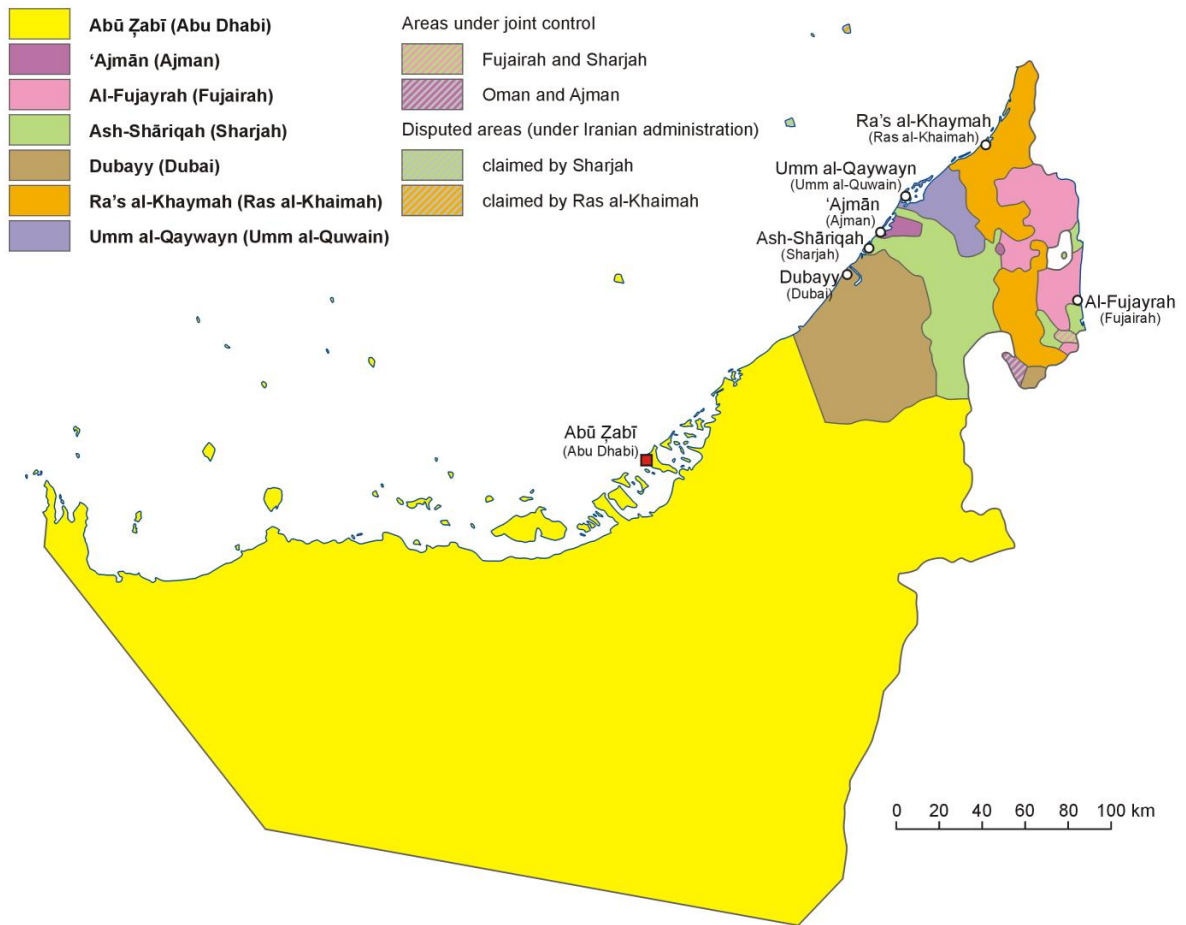 Abū Z̧abī (Abu Dhabi)
‘Ajmān (Ajman)
Al-Fujayrah (Fujairah)
Ash-Shāriqah (Sharjah)
Dubayy (Dubai)
Ra’s al-Khaymah (Ras al-Khaimah)
Umm al-Qaywayn (Umm al-Quwain)
Areas under joint control
Fujairah and Sharjah
Oman and Ajman
Disputed areas (under Iranian administration)
claimed by Sharjah
claimed by Ras al-Khaimah
Ra’s al-Khaymah
(Ras al-Khaimah)
Umm al-Qaywayn
(Umm al-Quwain)
‘Ajmān
(Ajman)
Ash-Shāriqah
(Sharjah)
Dubayy
(Dubai)
Al-Fujayrah
(Fujairah)
Abū Z̧abī
(Abu Dhabi)
0 20 40 60 80 100 km